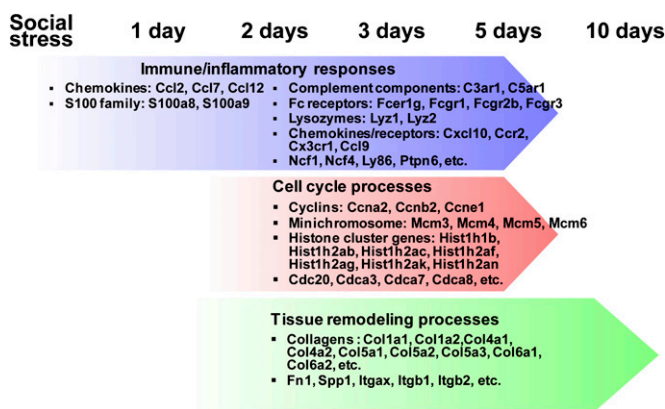 Social stress 1 day 2 days 3 days 5 days 10 days
Immune/inflammatory responses
▪ Chemokines: Ccl2, Ccl7, Ccl12
▪ S100 family: S100a8, S100a9
▪ Complement components: C3ar1, C5ar1
▪ Fc receptors: Fcer1g, Fcgr1, Fcgr2b, Fcgr3
▪ Lysozymes: Lyz1, Lyz2
▪ Chemokines/receptors: Cxcl10, Ccr2,
Cx3cr1, Ccl9
▪ Ncf1, Ncf4, Ly86, Ptpn6, etc.
Cell cycle processes
▪ Cyclins: Ccna2, Ccnb2, Ccne1
▪ Minichromosome: Mcm3, Mcm4, Mcm5, Mcm6
▪ Histone cluster genes: Hist1h1b,
Hist1h2ab, Hist1h2ac, Hist1h2af,
Hist1h2ag, Hist1h2ak, Hist1h2an
▪ Cdc20, Cdca3, Cdca7, Cdca8, etc.
Tissue remodeling processes
▪ Collagens : Col1a1, Col1a2,Col4a1,
Col4a2, Col5a1, Col5a2, Col5a3, Col6a1,
Col6a2, etc.
▪ Fn1, Spp1, Itgax, Itgb1, Itgb2, etc.